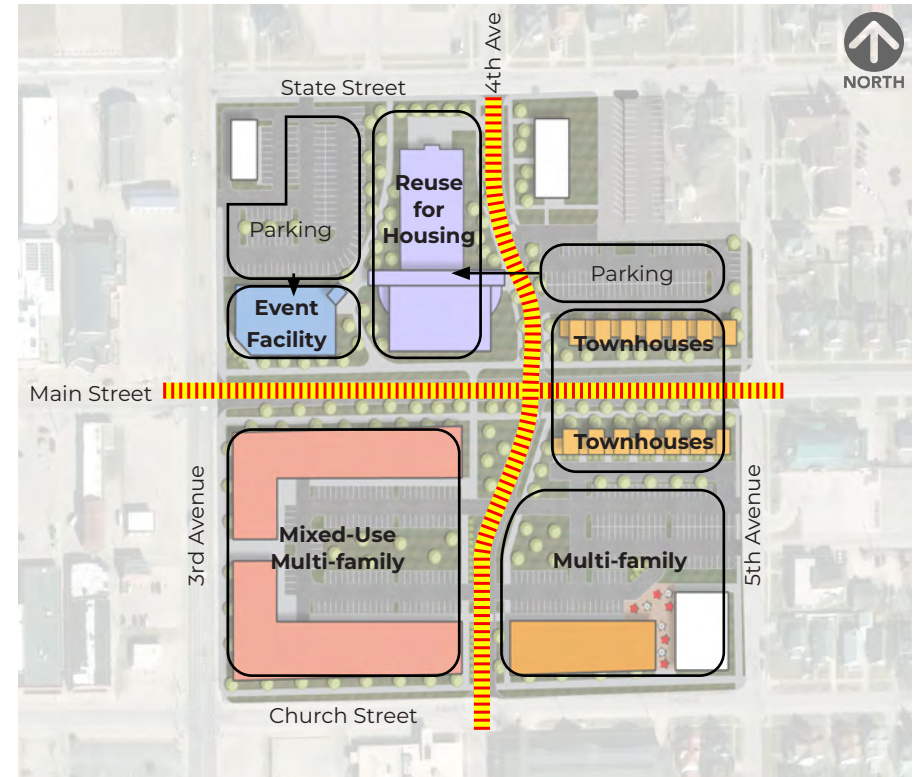 4th Ave
NORTH
State Street
Reuse
for
Housing
Parking
Parking
Event
Facility
Townhouses
Main Street
Townhouses
3rd Avenue
5th Avenue
Mixed-Use
Multi-family
Multi-family
Church Street